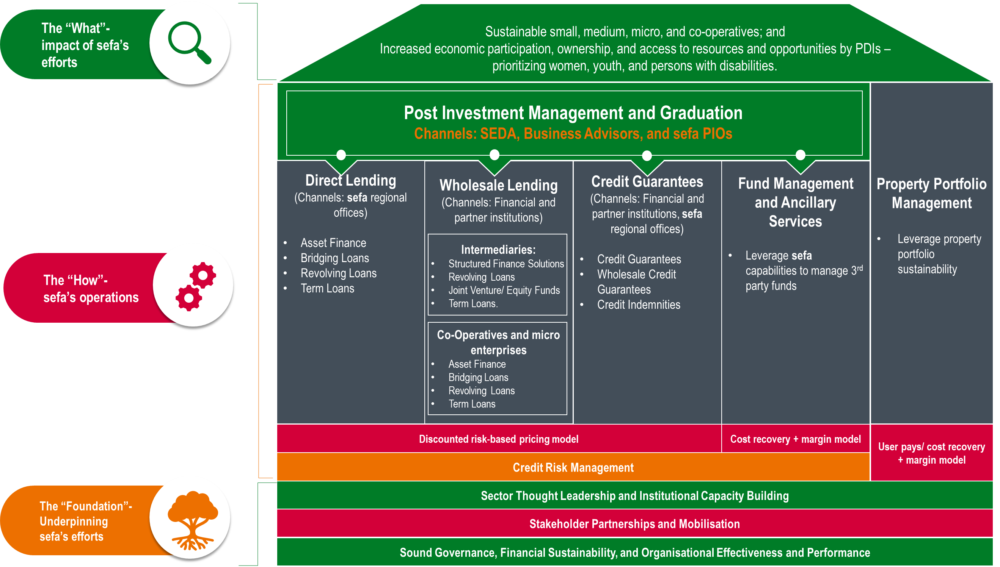 The “What”-
impact of sefa’s
efforts
Sustainable small, medium, micro, and co-operatives; and
Increased economic participation, ownership, and access to resources and opportunities by PDIs –
prioritizing women, youth, and persons with disabilities.
Post Investment Management and Graduation
Channels: SEDA, Business Advisors, and sefa PIOs
The “How”-
sefa’s operations
Direct Lending
(Channels: sefa regional
offices)
• Asset Finance
• Bridging Loans
• Revolving Loans
• Term Loans
Wholesale Lending
(Channels: Financial and
partner institutions)
Intermediaries:
• Structured Finance Solutions
• Revolving Loans
• Joint Venture/ Equity Funds
• Term Loans.
Co-Operatives and micro
enterprises
• Asset Finance
• Bridging Loans
• Revolving Loans
• Term Loans
Credit Guarantees
(Channels: Financial and
partner institutions, sefa
regional offices)
• Credit Guarantees
• Wholesale Credit
Guarantees
• Credit Indemnities
Fund Management
and Ancillary
Services
• Leverage sefa
capabilities to manage 3rd
party funds
Property Portfolio
Management
• Leverage property
portfolio
sustainability
Discounted risk-based pricing model
Cost recovery + margin model
User pays/ cost recovery
+ margin model
Credit Risk Management
The “Foundation”-
Underpinning
sefa’s efforts
Sector Thought Leadership and Institutional Capacity Building
Stakeholder Partnerships and Mobilisation
Sound Governance, Financial Sustainability, and Organisational Effectiveness and Performance